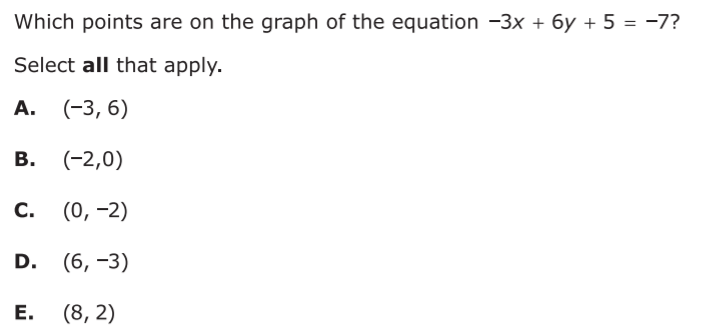 Which points are on the graph of the equation −3x + 6y + 5 = −7?
Select all that apply.
A. (−3, 6)
B. (−2,0)
C. (0, −2)
D. (6, −3)
E. (8, 2)